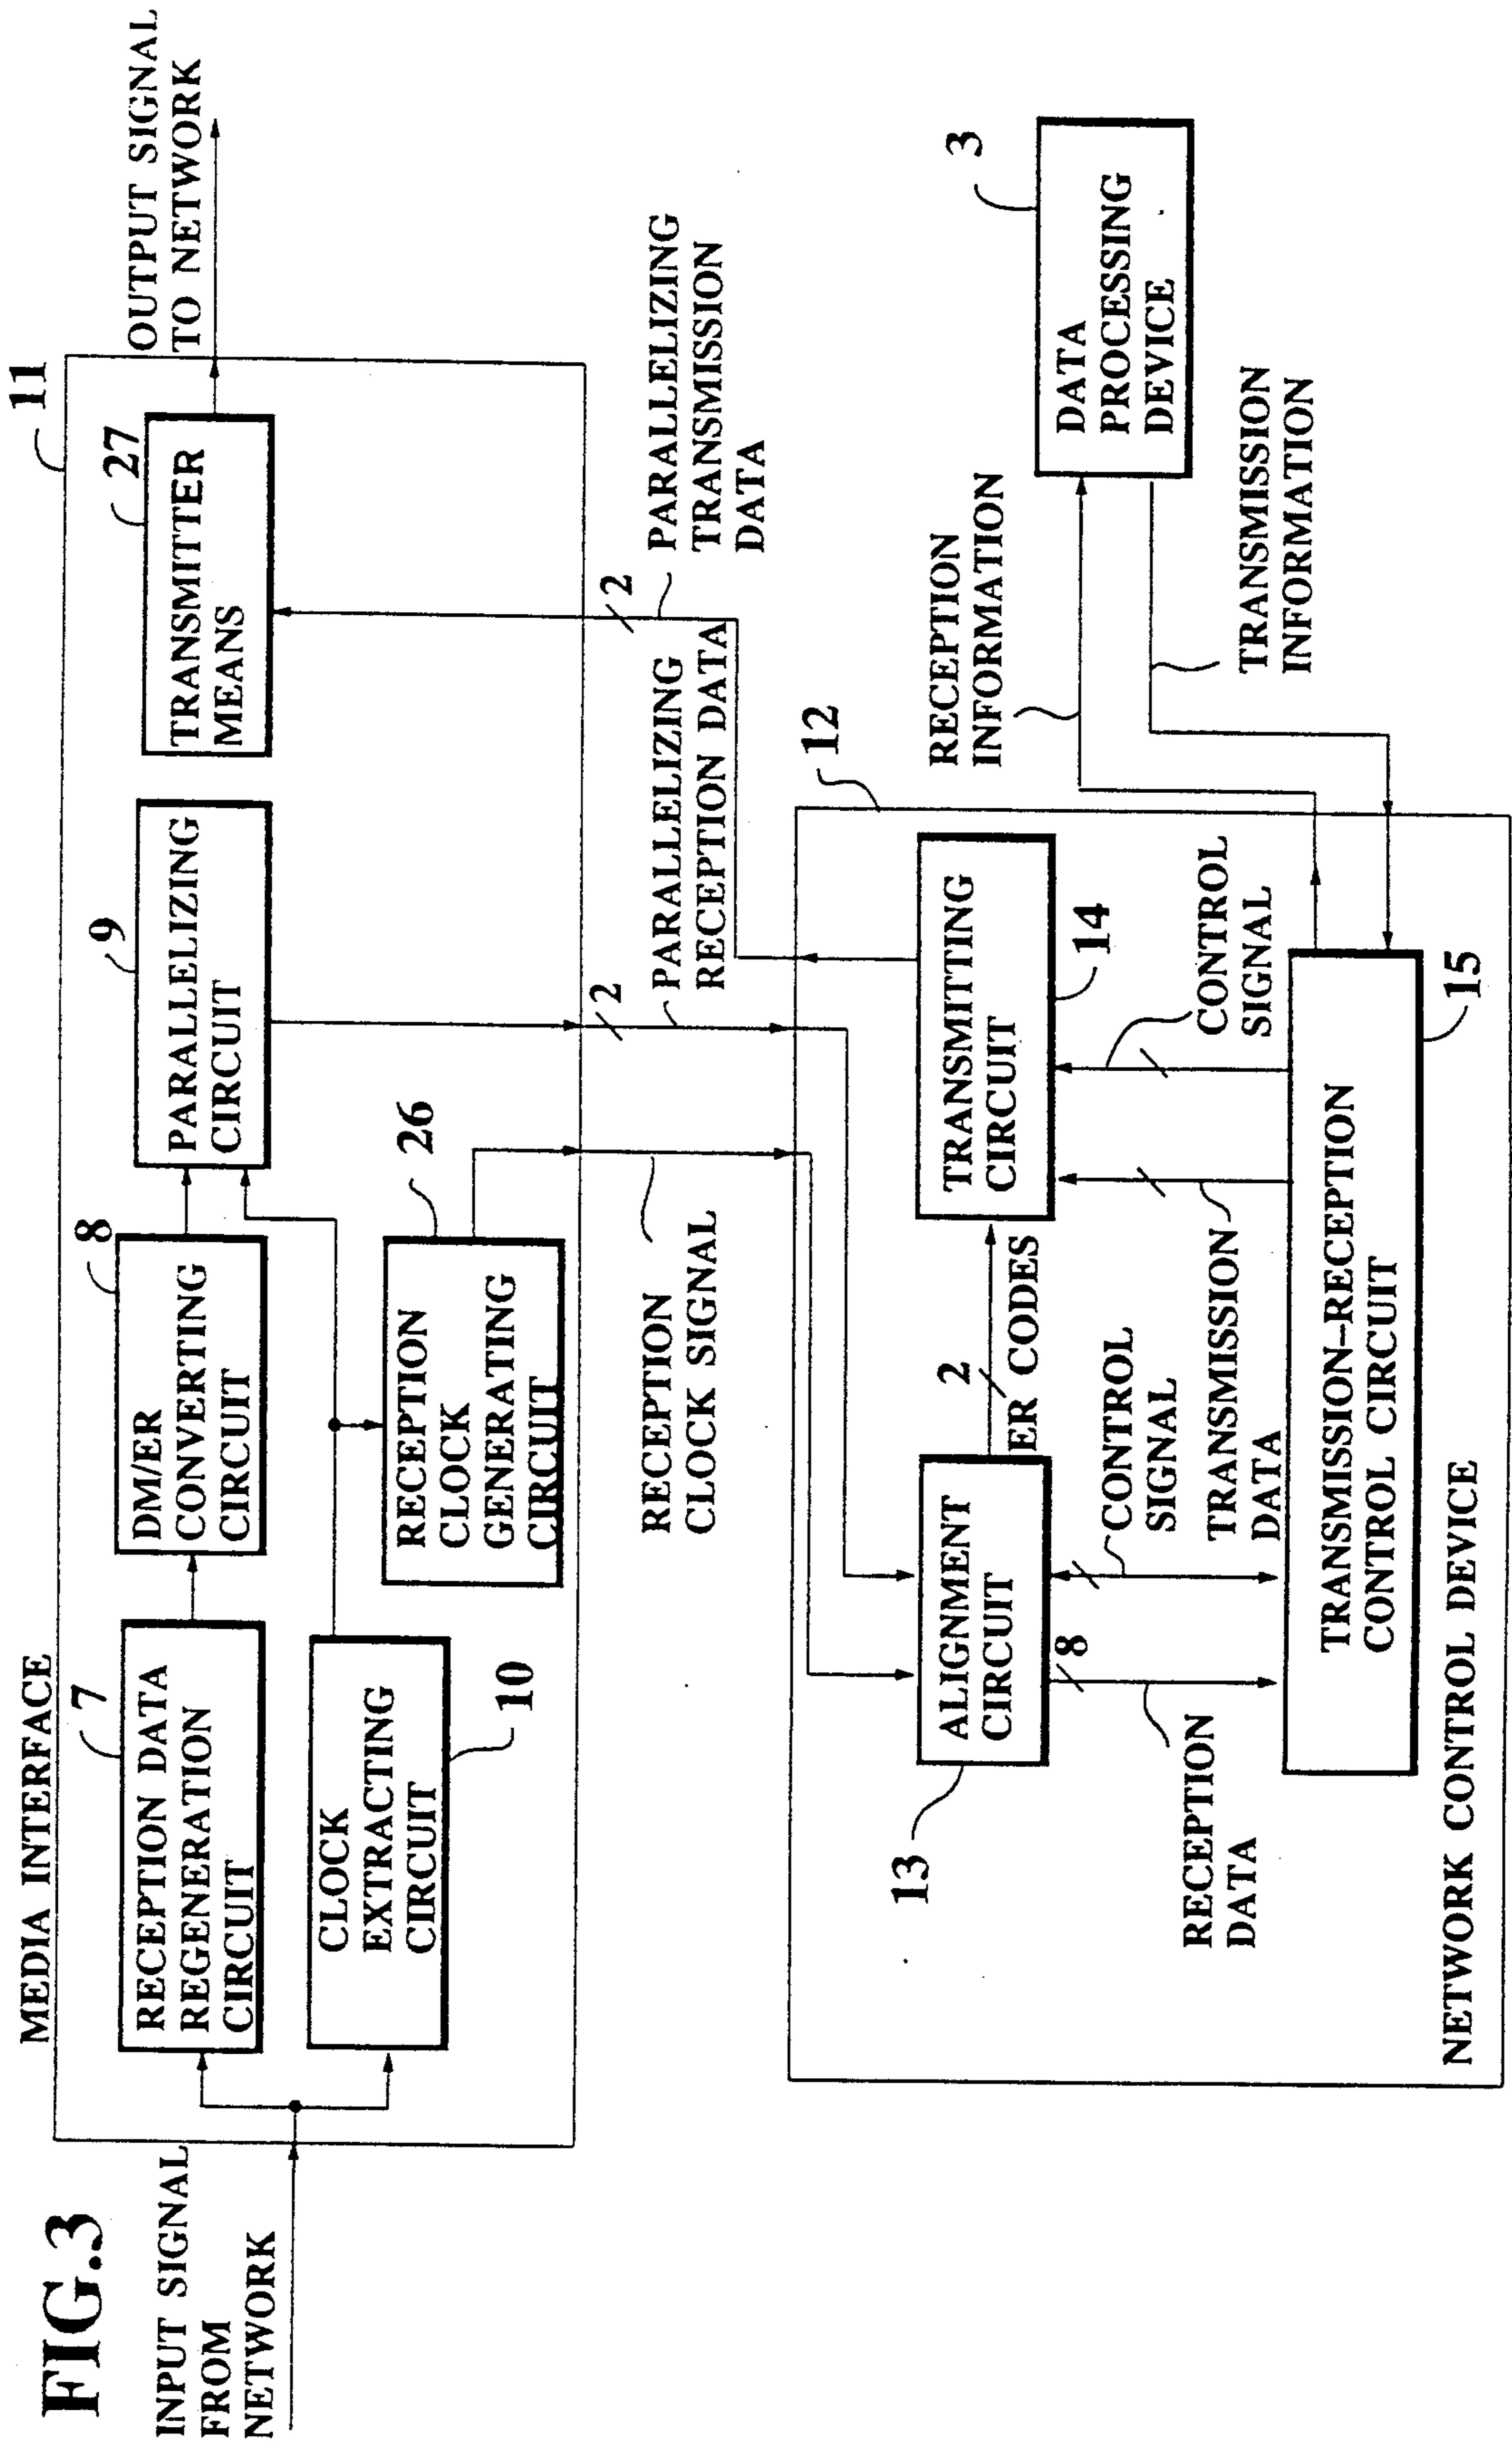 FIG.3
MEDIA INTERFACE
11
INPUT SIGNAL
FROM
NETWORK
7
RECEPTION DATA
REGENERATION
CIRCUIT
8
DM/ER
CONVERTING
CIRCUIT
9
PARALLELIZING
CIRCUIT
27
TRANSMITTER
MEANS
OUTPUT SIGNAL
TO NETWORK
CLOCK
EXTRACTING
CIRCUIT
10
RECEPTION
CLOCK
GENERATING
CIRCUIT
26
RECEPTION
CLOCK SIGNAL
2
PARALLELIZING
RECEPTION DATA
2
PARALLELIZING
TRANSMISSION
DATA
12
13
ALIGNMENT
CIRCUIT
2
ER CODES
TRANSMITTING
CIRCUIT
14
RECEPTION
INFORMATION
3
DATA
PROCESSING
DEVICE
TRANSMISSION
INFORMATION
RECEPTION
DATA
8
CONTROL
SIGNAL
TRANSMISSION
DATA
CONTROL
SIGNAL
TRANSMISSION-RECEPTION
CONTROL CIRCUIT
15
NETWORK CONTROL DEVICE